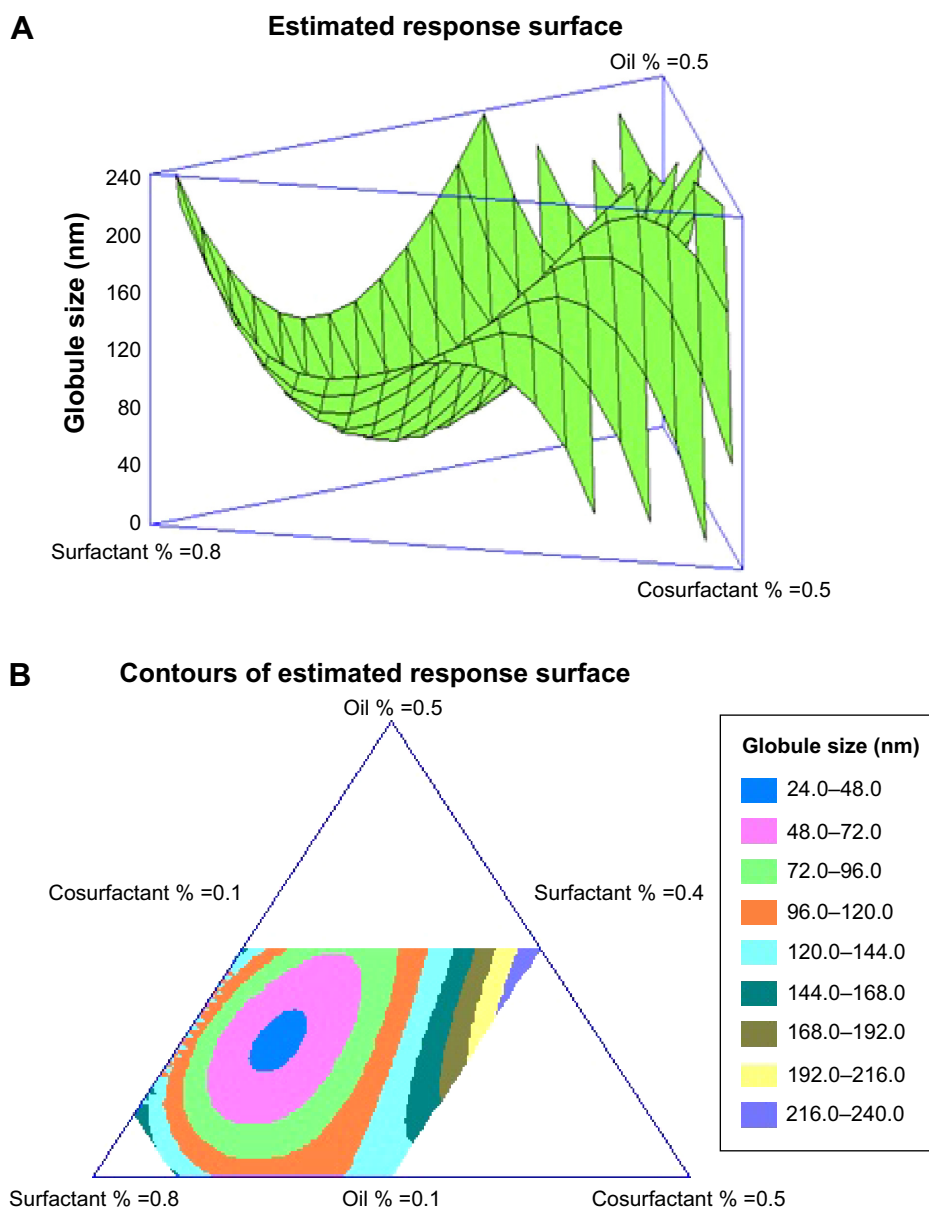 A
Estimated response surface
Oil % =0.5
240
200
160
120
80
40
0
Globule size (nm)
Surfactant % =0.8
Cosurfactant % =0.5
B
Contours of estimated response surface
Oil % =0.5
Cosurfactant % =0.1
Surfactant % =0.4
Surfactant % =0.8
Oil % =0.1
Cosurfactant % =0.5
Globule size (nm)
24.0–48.0
48.0–72.0
72.0–96.0
96.0–120.0
120.0–144.0
144.0–168.0
168.0–192.0
192.0–216.0
216.0–240.0